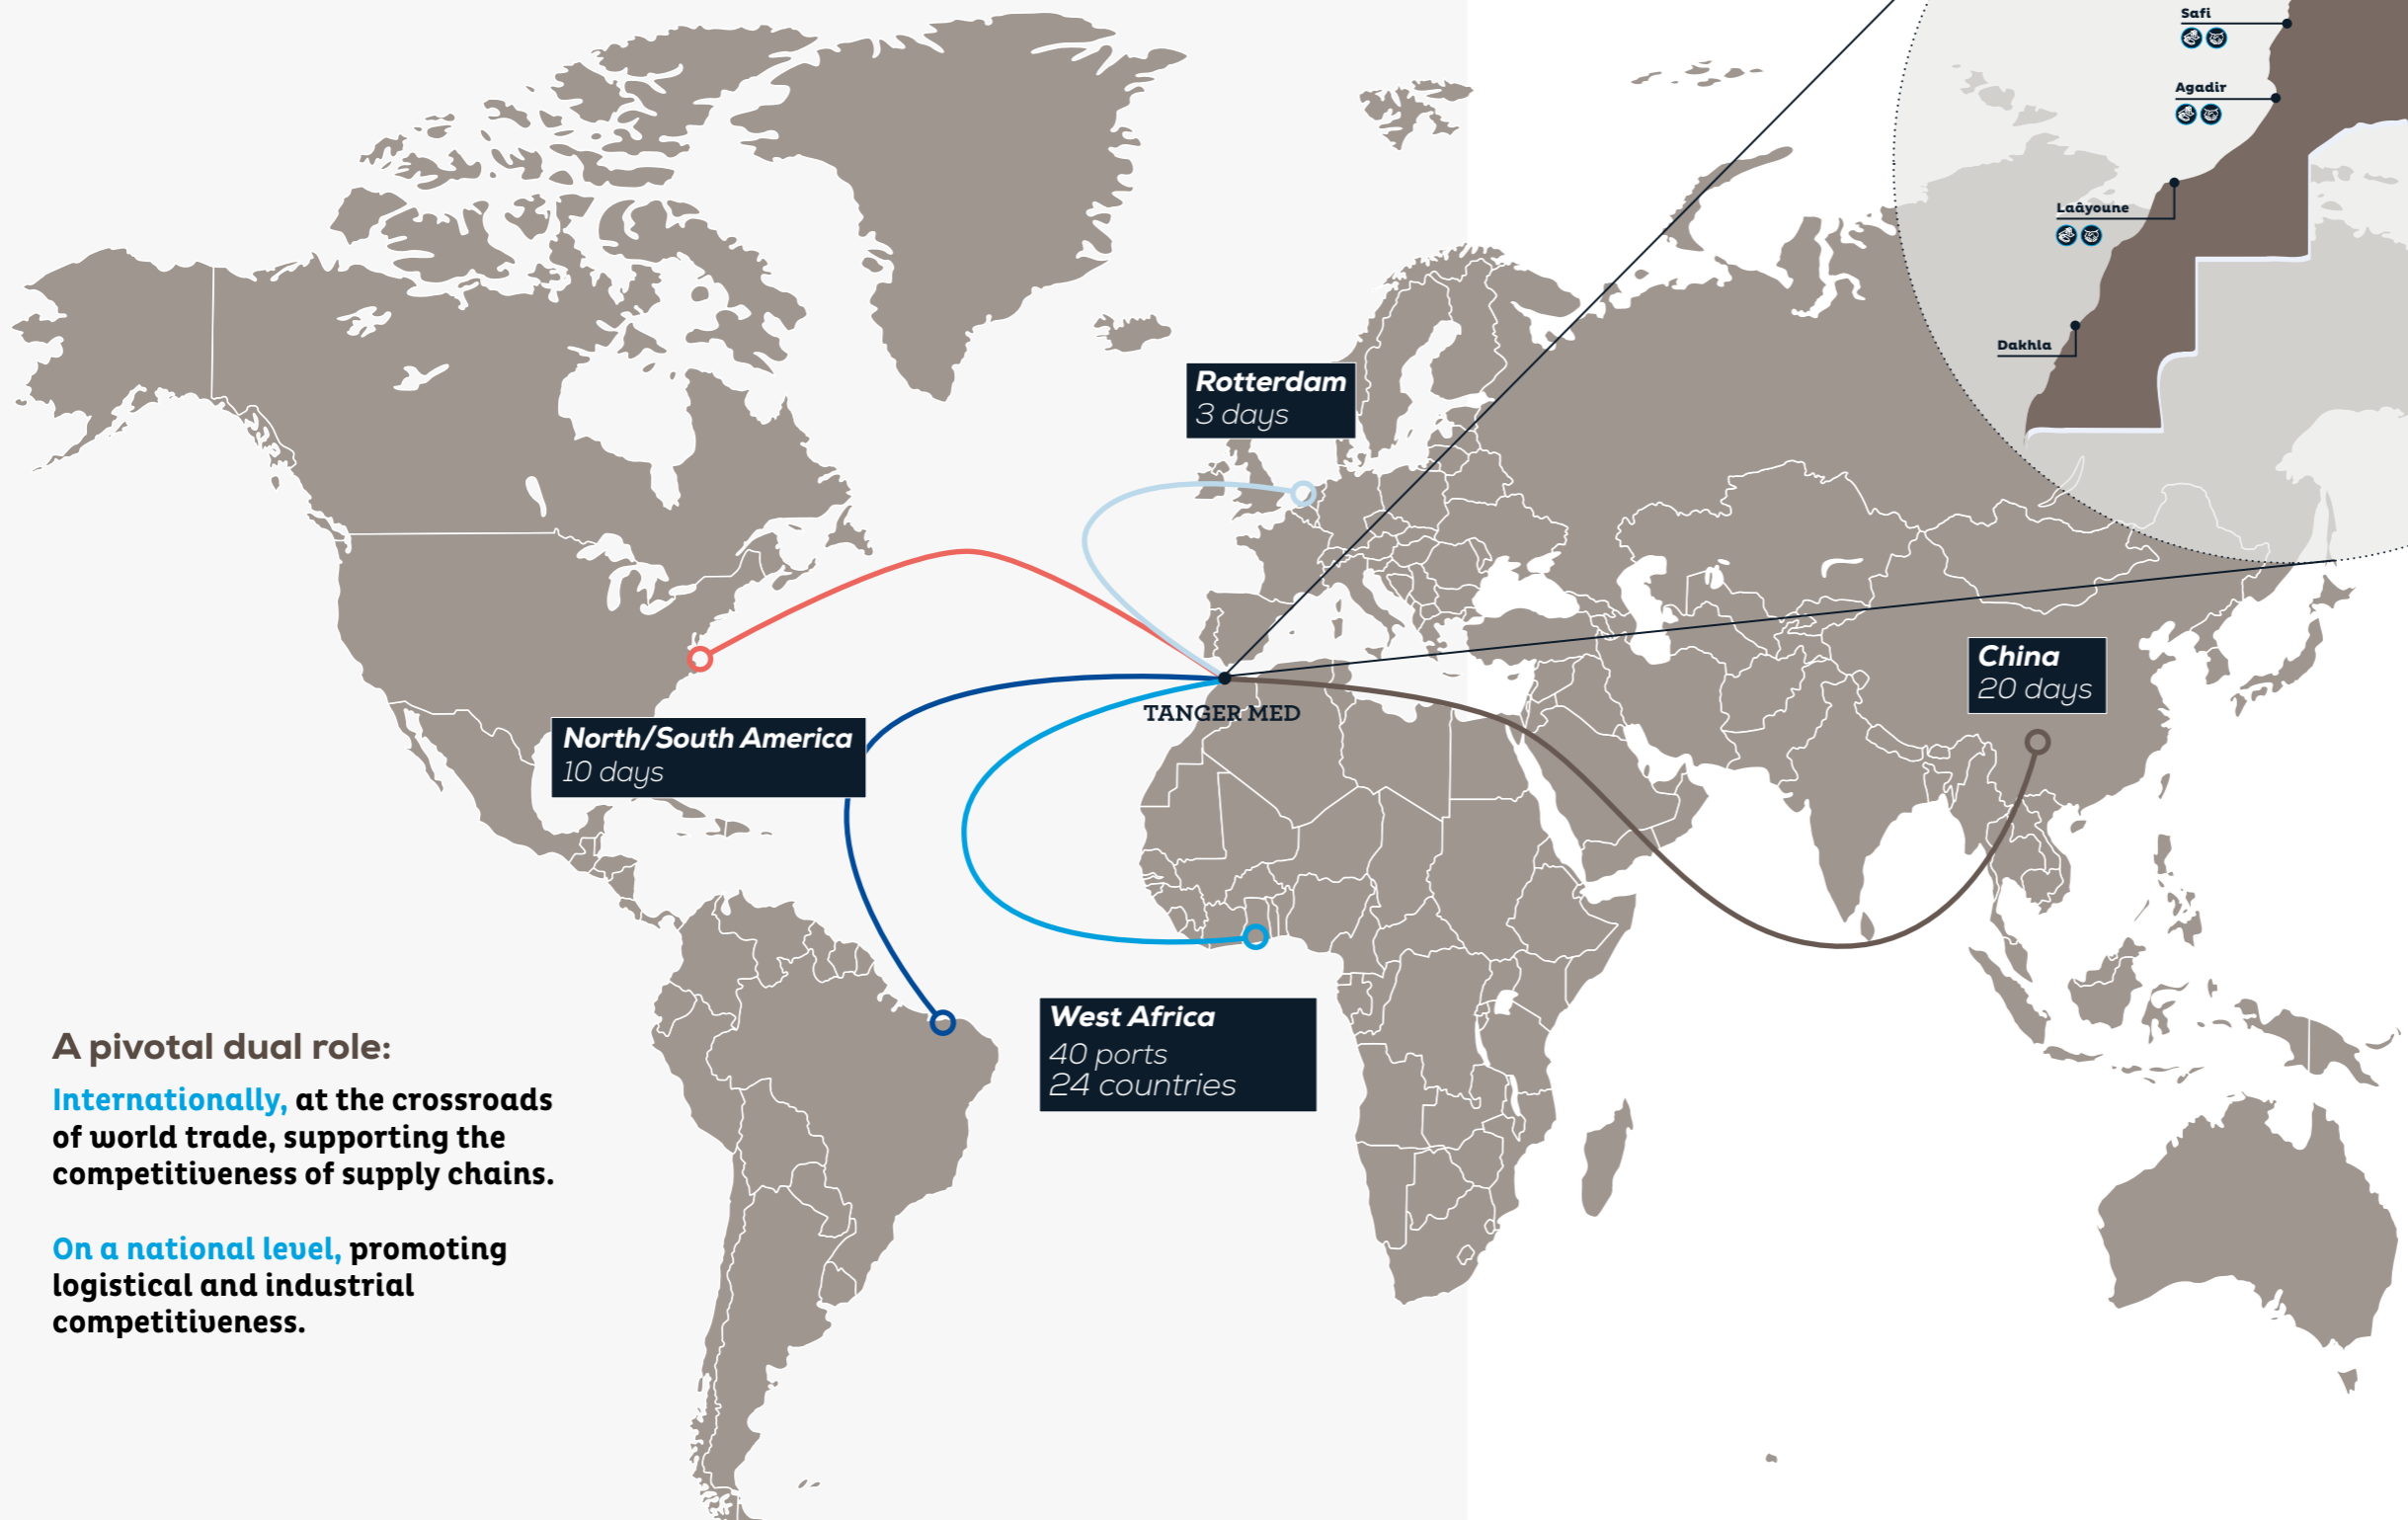 Safi
Agadir
Laâyoune
Dakhla
Rotterdam
3 days
China
20 days
TANGER MED
North/South America
10 days
West Africa
40 ports
24 countries
A pivotal dual role:
Internationally, at the crossroads
of world trade, supporting the
competitiveness of supply chains.
On a national level, promoting
logistical and industrial
competitiveness.